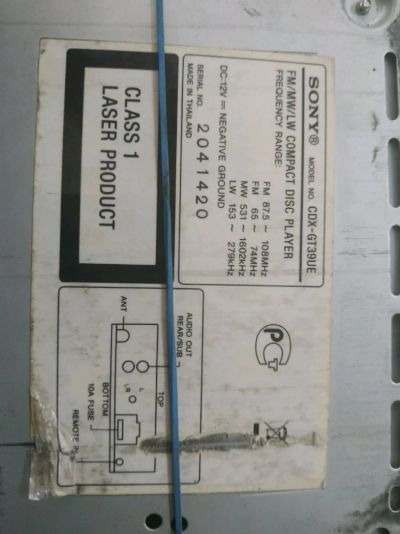 SONY® MODEL NO. CDX-GT39UE
FM/MW/LW COMPACT DISC PLAYER
FREQUENCY RANGE:
FM 87.5 ~ 108MHz
FM 65 ~ 74MHz
MW 531 ~ 1602kHz
LW 153 ~ 279kHz
DC:12V NEGATIVE GROUND
SERIAL NO. 2041420
MADE IN THAILAND
CLASS 1
LASER PRODUCT
РСТ
AUDIO OUT
REAR/SUB
ANT
TOP
L
R
BOTTOM
10A FUSE
REMOTE IN